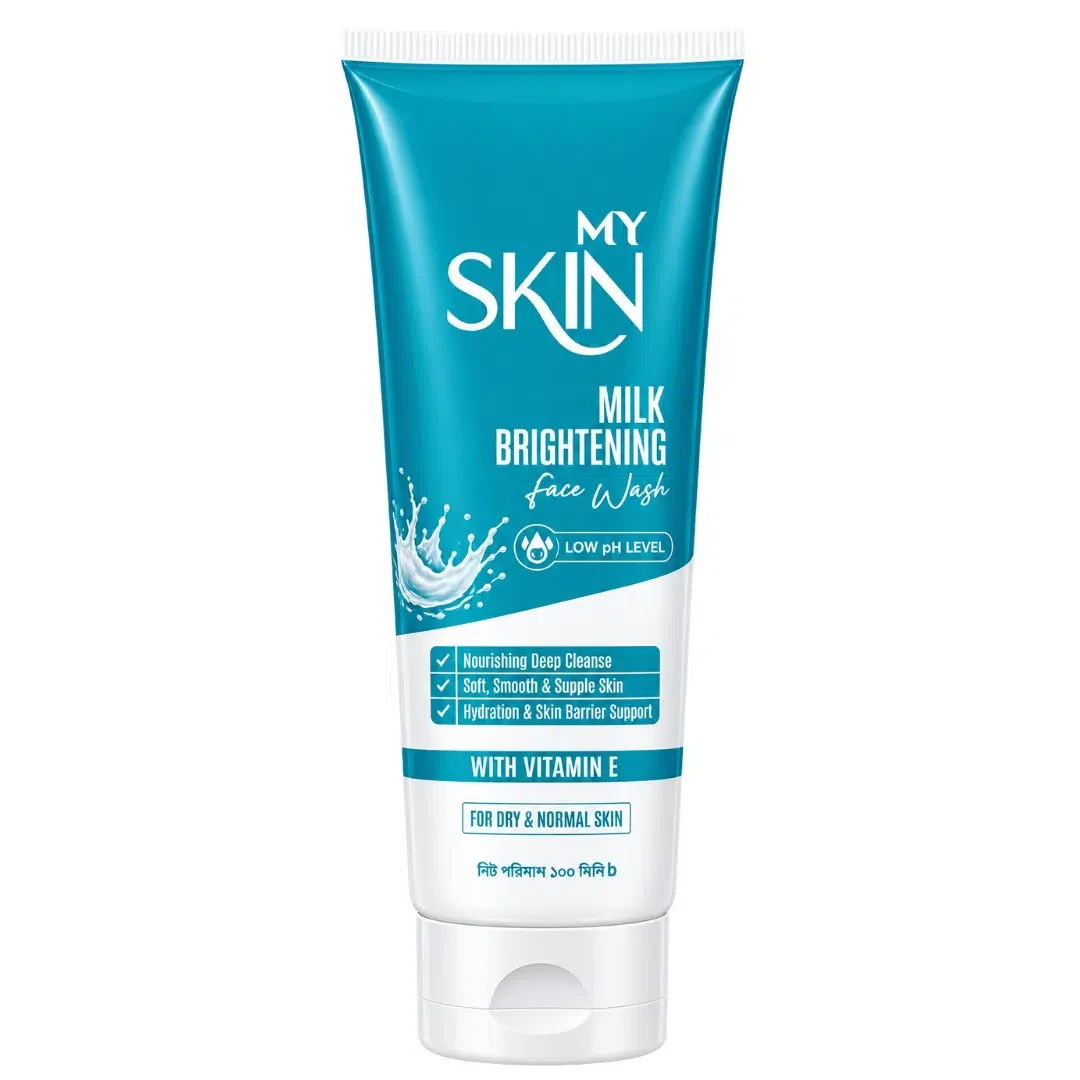 MY
SKIN
MILK
BRIGHTENING
Face Wash
LOW pH LEVEL
Nourishing Deep Cleanse
Soft, Smooth & Supple Skin
Hydration & Skin Barrier Support
WITH VITAMIN E
FOR DRY & NORMAL SKIN
নিট পরিমান ১০০ মিনি b